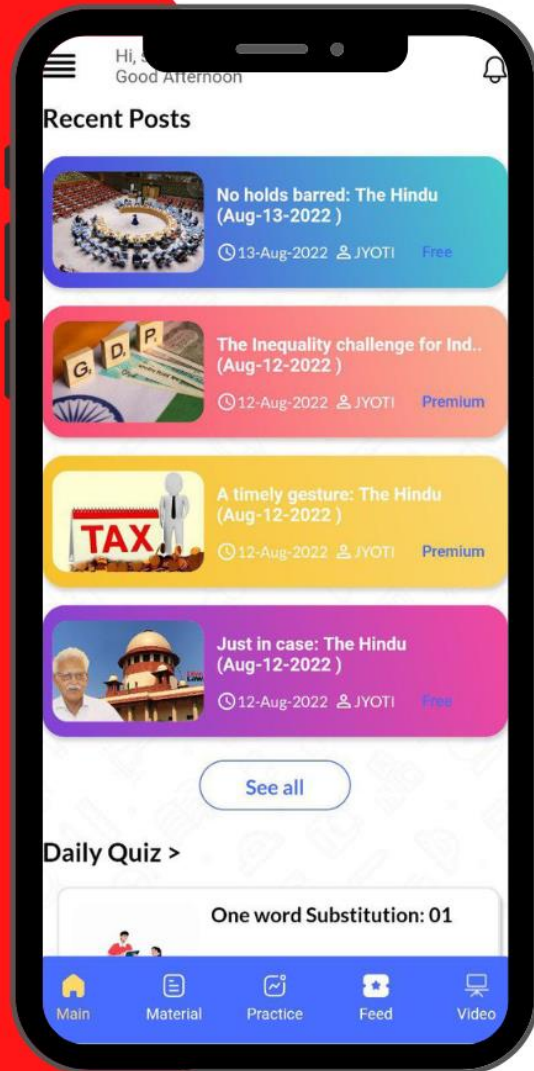 Hi,
Good Afternoon
Recent Posts
No holds barred: The Hindu
(Aug-13-2022 )
13-Aug-2022 JYOTI Free
G D P
The Inequality challenge for Ind..
(Aug-12-2022 )
12-Aug-2022 JYOTI Premium
TAX
A timely gesture: The Hindu
(Aug-12-2022 )
12-Aug-2022 JYOTI Premium
Just in case: The Hindu
(Aug-12-2022 )
12-Aug-2022 JYOTI Free
See all
Daily Quiz >
One word Substitution: 01
Main Material Practice Feed Video